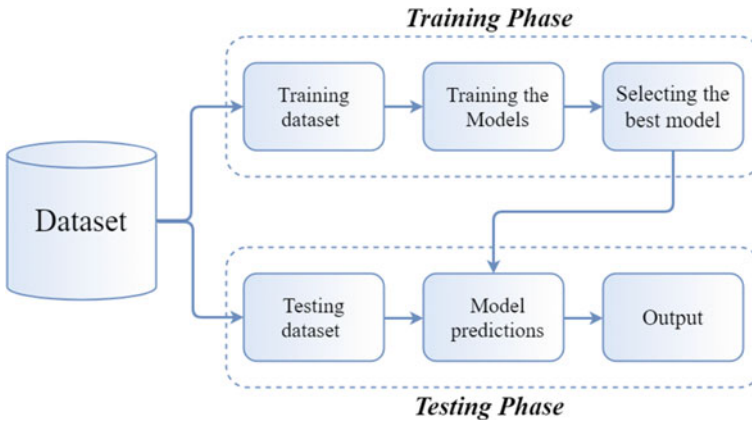 Training Phase
Training
dataset
Training the
Models
Selecting the
best model
Dataset
Testing
dataset
Model
predictions
Output
Testing Phase